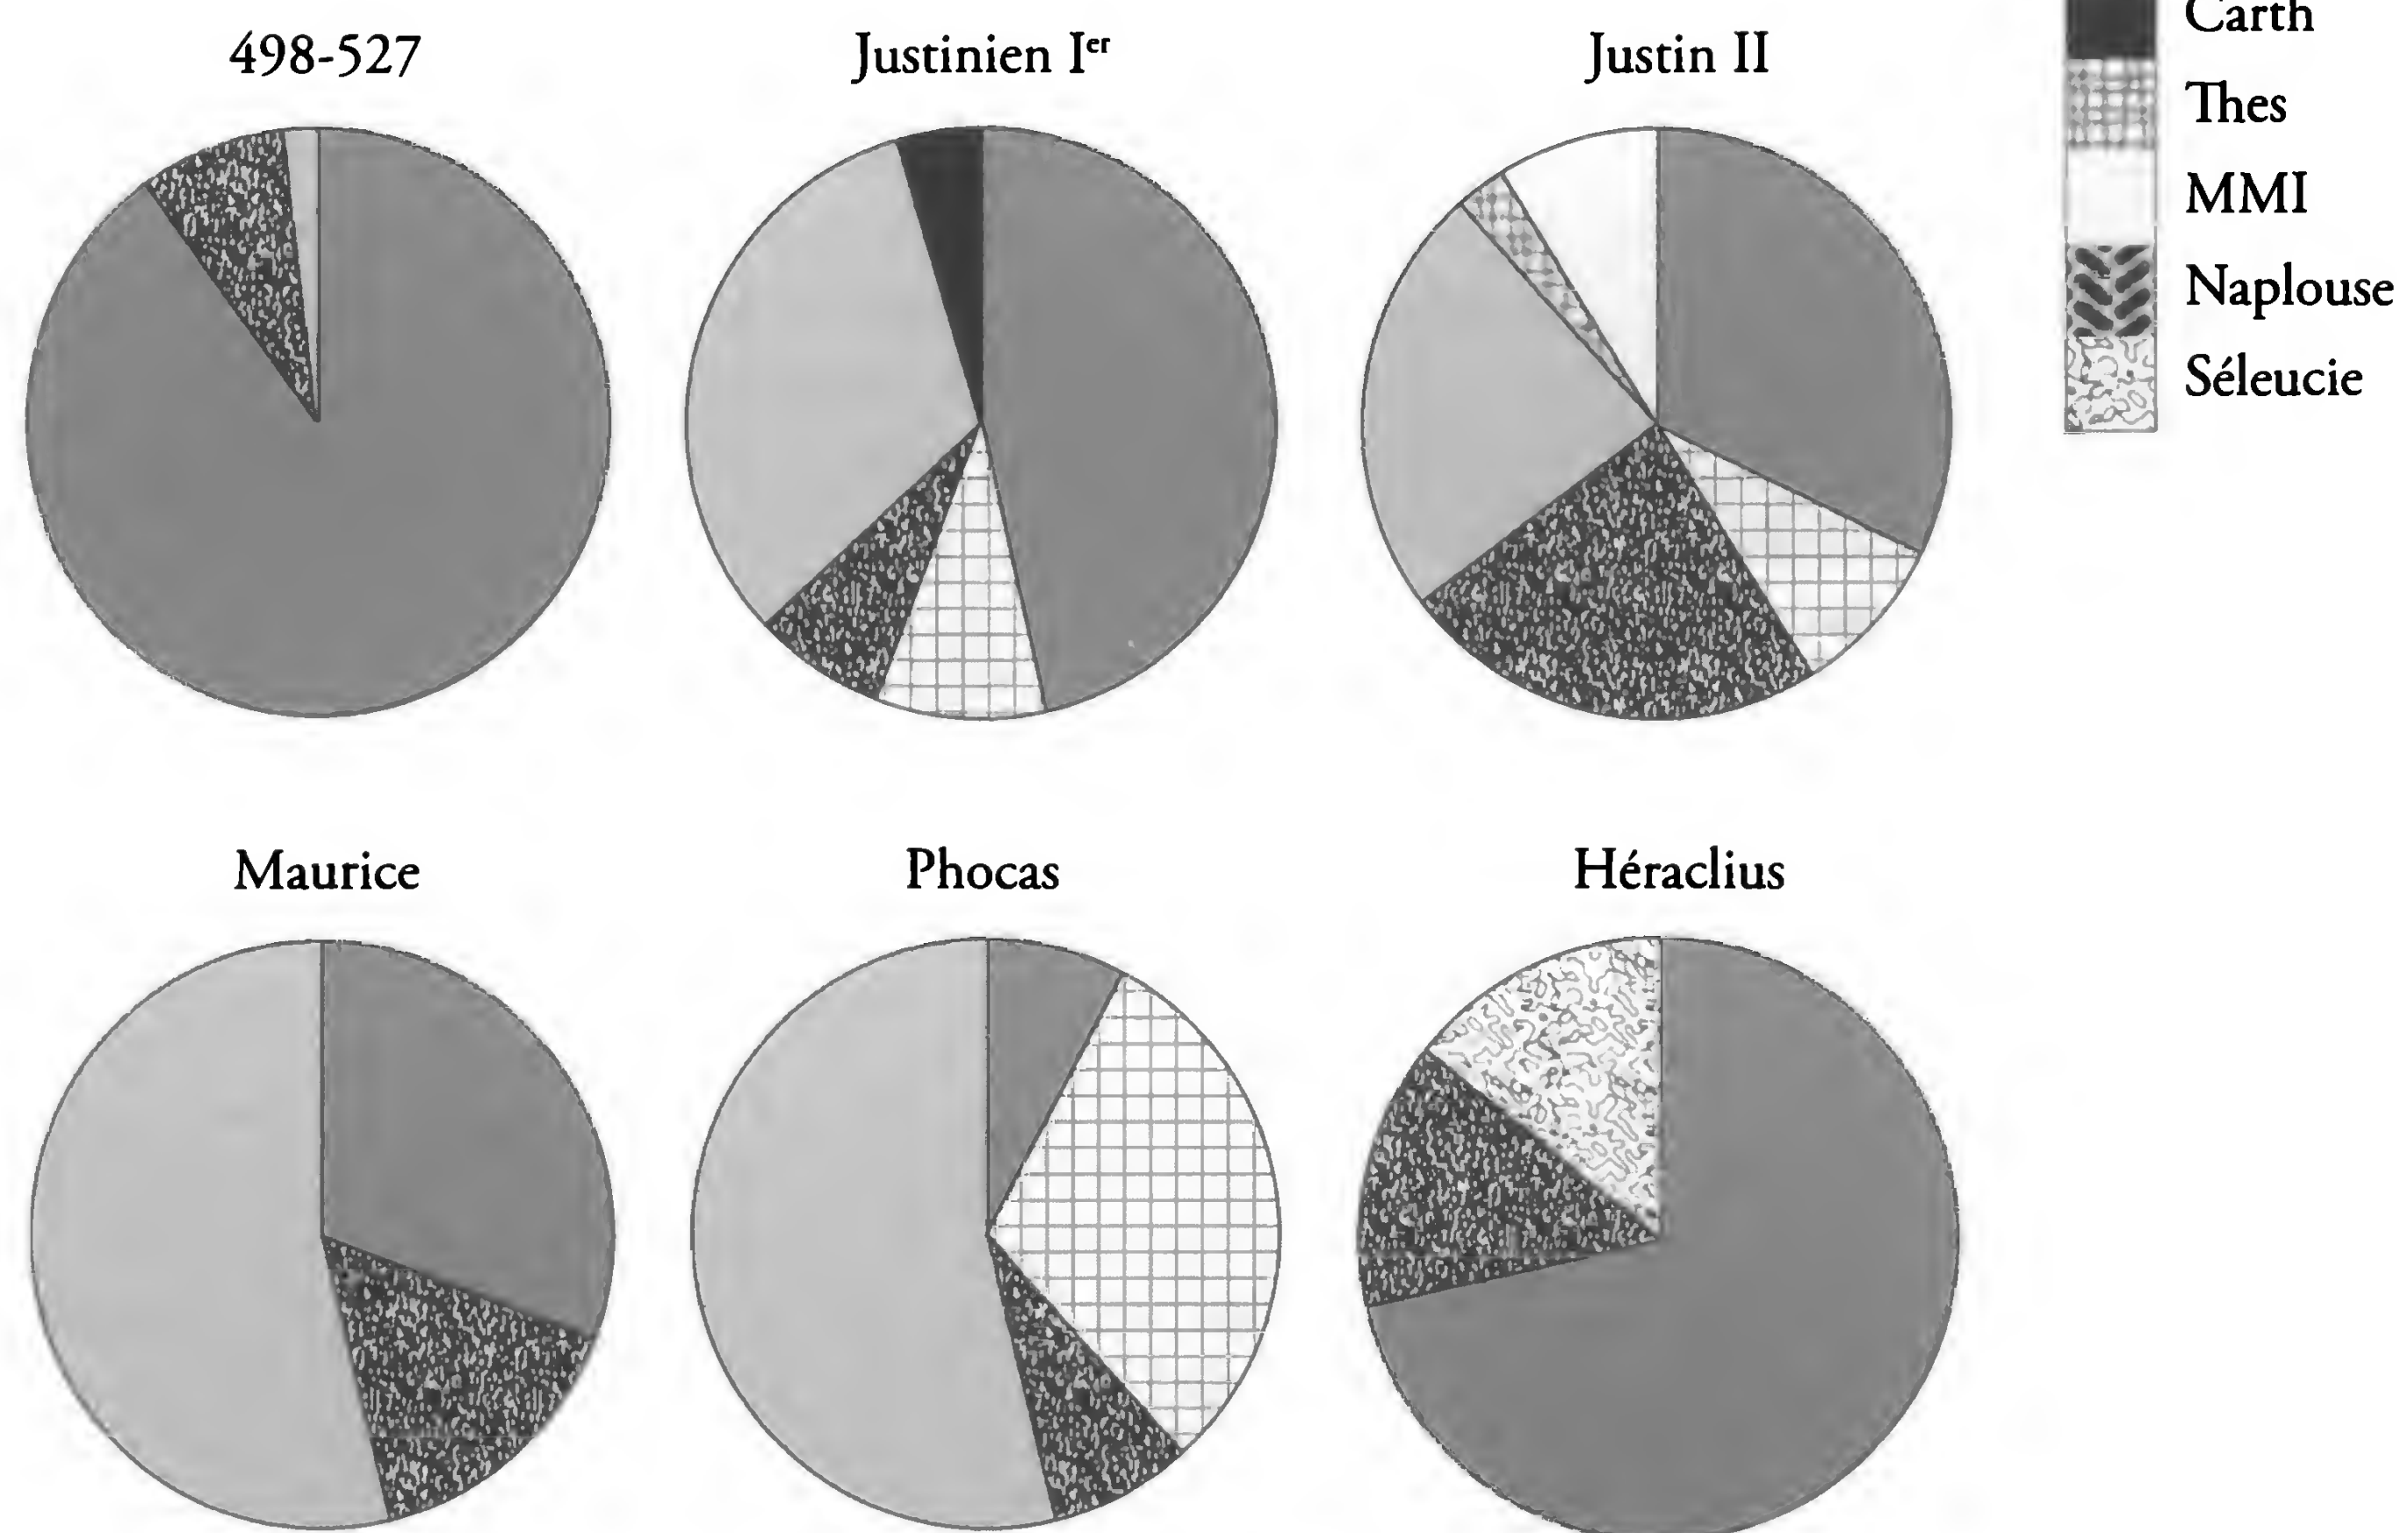 498-527
Justinien Iᵉʳ
Justin II
Carth
Thes
MMI
Naplouse
Séleucie
Maurice
Phocas
Héraclius